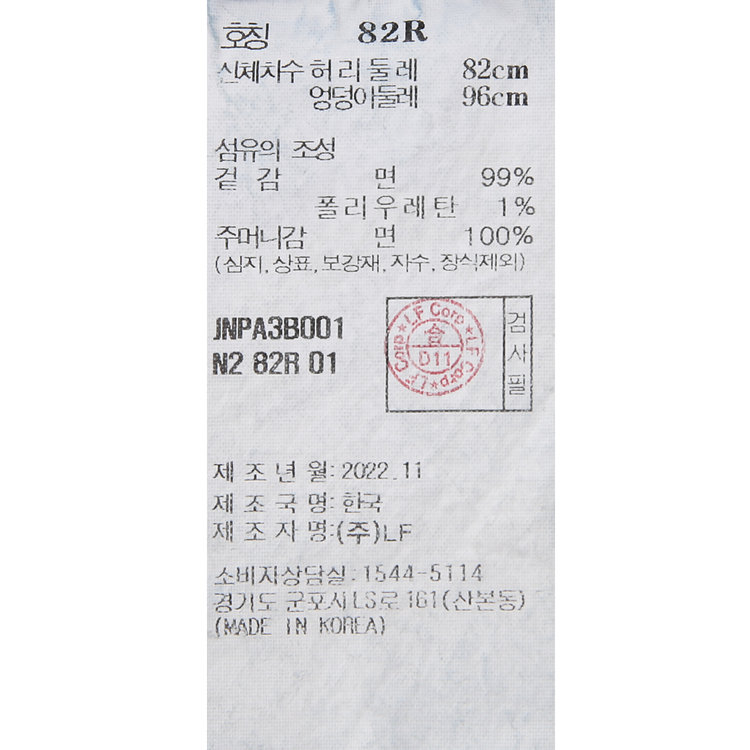 호칭 82R
신체치수 허리둘레 82cm
엉덩이둘레 96cm
섬유의 조성
겉감 면 99%
폴리우레탄 1%
주머니감 면 100%
(심지, 상표, 보강재, 자수, 장식제외)
JNPA3B001
N2 82R 01
★LF Corp★LF Corp★LF Corp
合
D11
검사필
제조년월: 2022.11
제조국명: 한국
제조자명: (주)LF
소비자상담실: 1544-5114
경기도 군포시 LS로 161(산본동)
(MADE IN KOREA)